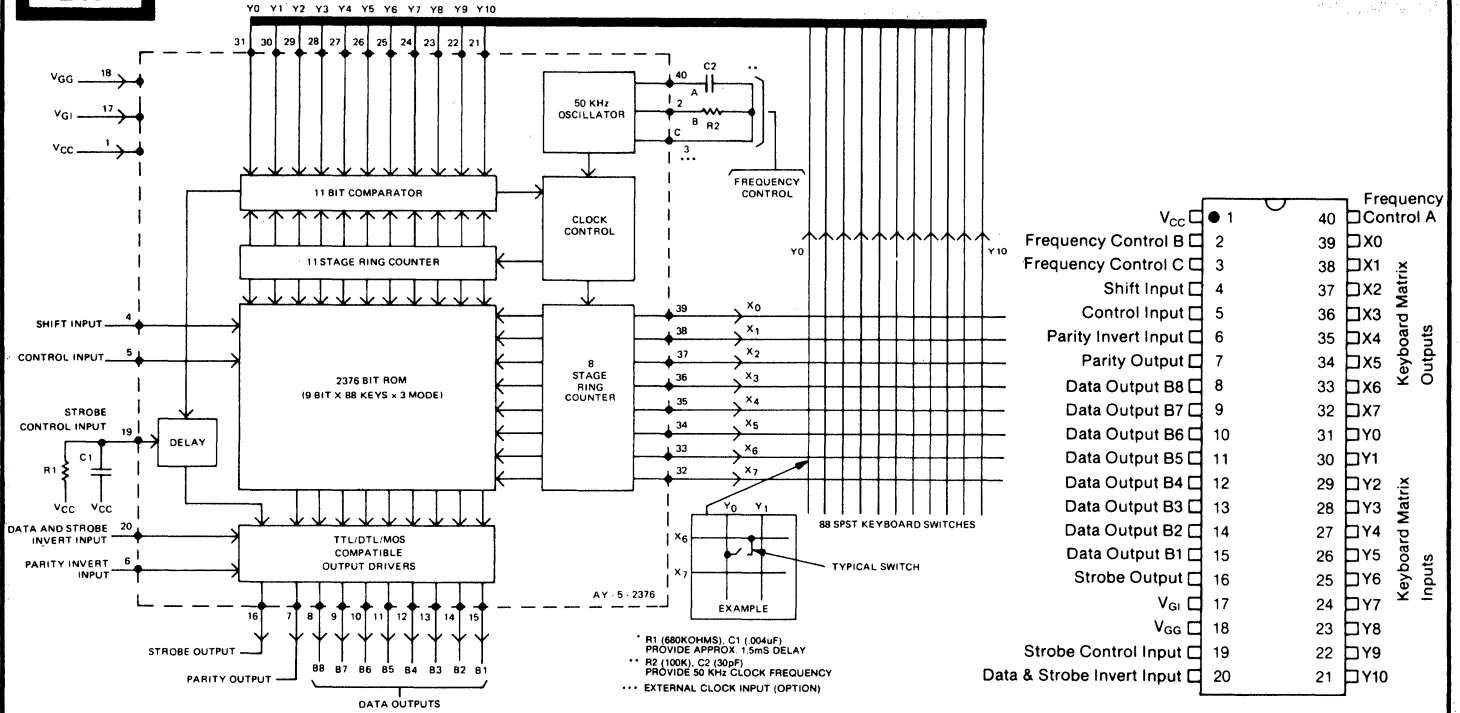 Y0 Y1 Y2 Y3 Y4 Y5 Y6 Y7 Y8 Y9 Y10
31 30 29 28 27 26 25 24 23 22 21
VGG 18
VGI 17
VCC 1
50 KHz
OSCILLATOR
40
A
C2
**
2
B R2
C
3
...
FREQUENCY
CONTROL
11 BIT COMPARATOR
CLOCK
CONTROL
11 STAGE RING COUNTER
Y0
Y10
SHIFT INPUT 4
CONTROL INPUT 5
2376 BIT ROM
(9 BIT X 88 KEYS x 3 MODE)
8
STAGE
RING
COUNTER
39 X0
38 X1
37 X2
36 X3
35 X4
34 X5
33 X6
32 X7
STROBE
CONTROL INPUT
19
DELAY
R1
C1
VCC VCC
DATA AND STROBE
INVERT INPUT
20
PARITY INVERT
INPUT
6
TTL/DTL/MOS
COMPATIBLE
OUTPUT DRIVERS
AY - 5 - 2376
16 7 8 9 10 11 12 13 14 15
STROBE OUTPUT
PARITY OUTPUT
B8 B7 B6 B5 B4 B3 B2 B1
DATA OUTPUTS
88 SPST KEYBOARD SWITCHES
Y0 Y1
X6
X7
TYPICAL SWITCH
EXAMPLE
* R1 (680KOHMS), C1 (.004uF)
PROVIDE APPROX. 1.5mS DELAY
** R2 (100K), C2 (30pF)
PROVIDE 50 KHz CLOCK FREQUENCY
... EXTERNAL CLOCK INPUT (OPTION)
VCC 1
Frequency Control B 2
Frequency Control C 3
Shift Input 4
Control Input 5
Parity Invert Input 6
Parity Output 7
Data Output B8 8
Data Output B7 9
Data Output B6 10
Data Output B5 11
Data Output B4 12
Data Output B3 13
Data Output B2 14
Data Output B1 15
Strobe Output 16
VGI 17
VGG 18
Strobe Control Input 19
Data & Strobe Invert Input 20
Frequency
40 Control A
39 X0
38 X1
37 X2
36 X3
35 X4
34 X5
33 X6
32 X7
31 Y0
30 Y1
29 Y2
28 Y3
27 Y4
26 Y5
25 Y6
24 Y7
23 Y8
22 Y9
21 Y10
Keyboard Matrix
Outputs
Keyboard Matrix
Inputs